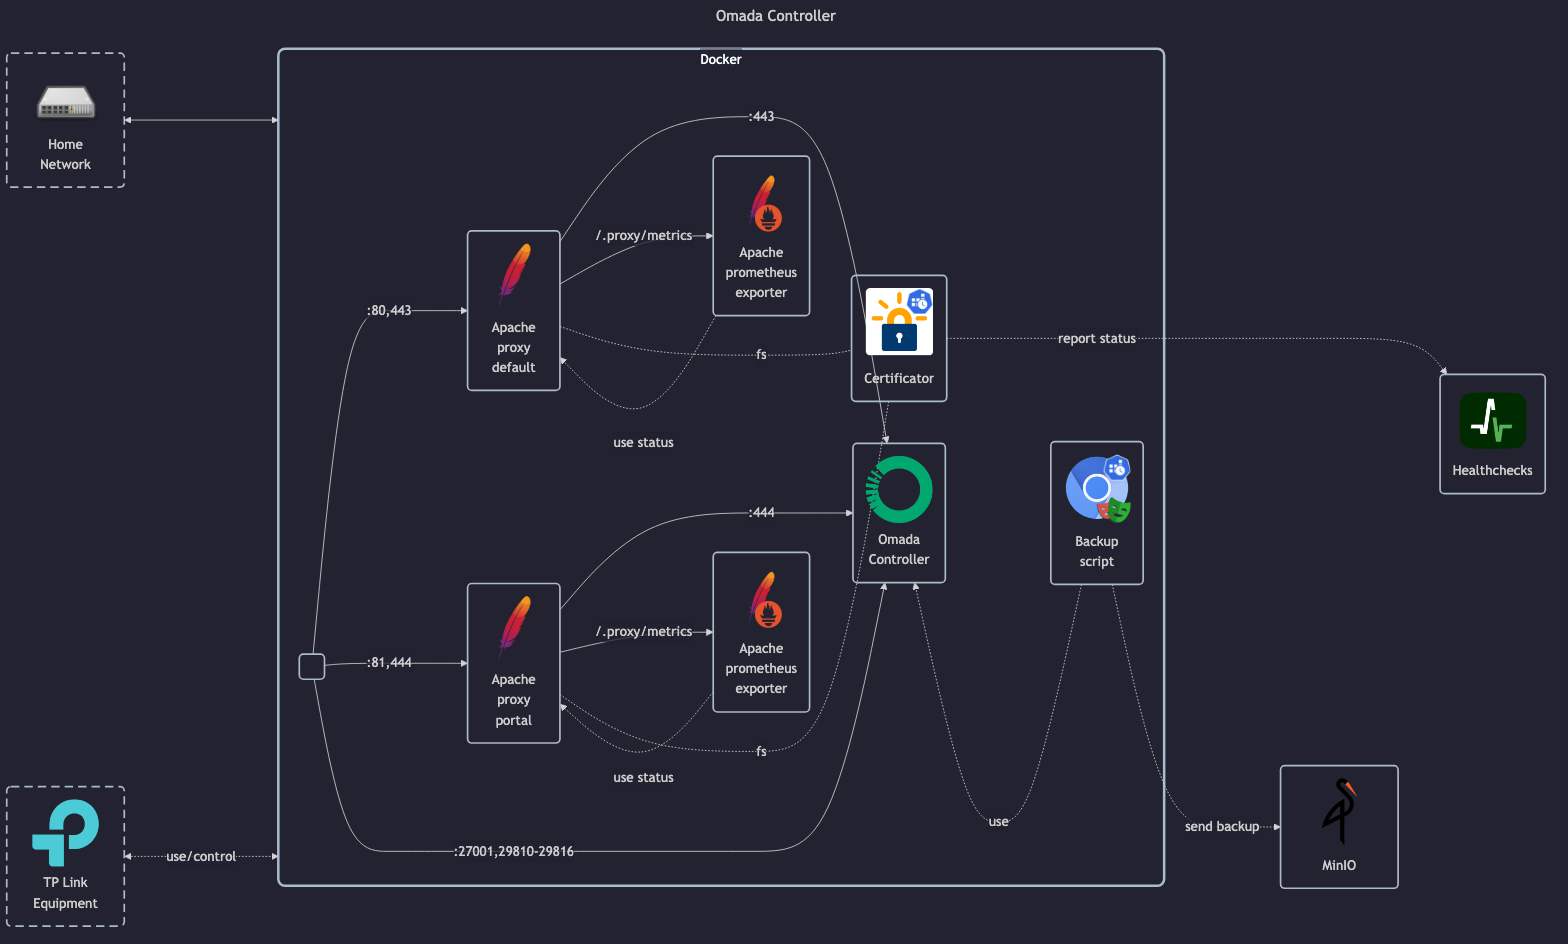 Omada Controller
Docker
Home
Network
:443
/.proxy/metrics
Apache
prometheus
exporter
:80,443
Apache
proxy
default
fs
Certificator
report status
use status
Healthchecks
:444
Omada
Controller
Backup
script
/.proxy/metrics
Apache
prometheus
exporter
:81,444
Apache
proxy
portal
fs
use status
use
send backup
:27001,29810-29816
use/control
TP Link
Equipment
MinIO